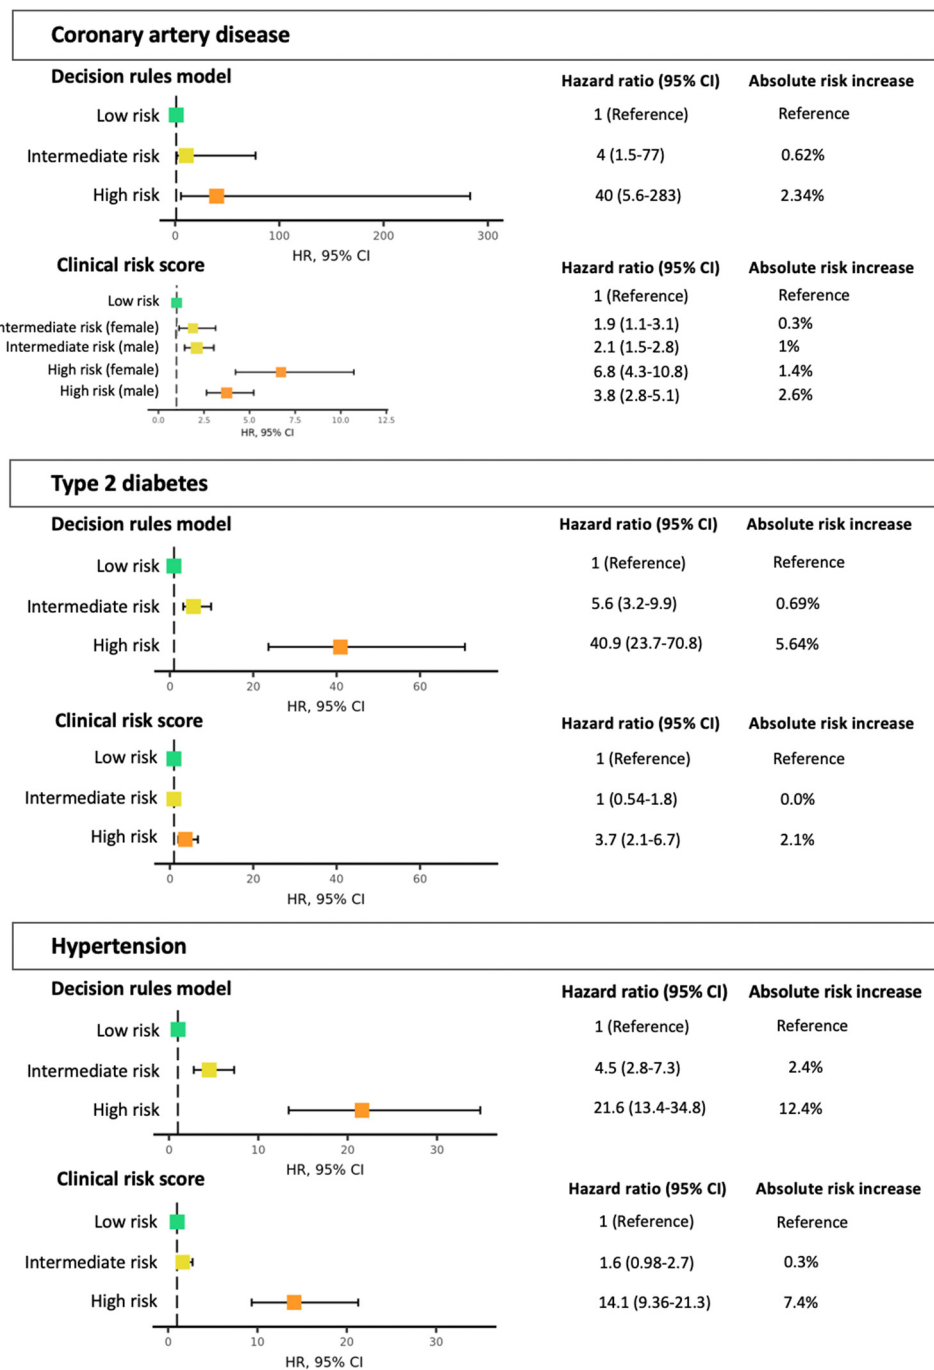 Coronary artery disease
Decision rules model
Hazard ratio (95% CI) Absolute risk increase
Low risk 1 (Reference) Reference
Intermediate risk 4 (1.5-77) 0.62%
High risk 40 (5.6-283) 2.34%
0 100 200 300
HR, 95% CI
Clinical risk score
Hazard ratio (95% CI) Absolute risk increase
Low risk 1 (Reference) Reference
ntermediate risk (female) 1.9 (1.1-3.1) 0.3%
Intermediate risk (male) 2.1 (1.5-2.8) 1%
High risk (female) 6.8 (4.3-10.8) 1.4%
High risk (male) 3.8 (2.8-5.1) 2.6%
0.0 2.5 5.0 7.5 10.0 12.5
HR, 95% CI
Type 2 diabetes
Decision rules model
Hazard ratio (95% CI) Absolute risk increase
Low risk 1 (Reference) Reference
Intermediate risk 5.6 (3.2-9.9) 0.69%
High risk 40.9 (23.7-70.8) 5.64%
0 20 40 60
HR, 95% CI
Clinical risk score
Hazard ratio (95% CI) Absolute risk increase
Low risk 1 (Reference) Reference
Intermediate risk 1 (0.54-1.8) 0.0%
High risk 3.7 (2.1-6.7) 2.1%
0 20 40 60
HR, 95% CI
Hypertension
Decision rules model
Hazard ratio (95% CI) Absolute risk increase
Low risk 1 (Reference) Reference
Intermediate risk 4.5 (2.8-7.3) 2.4%
High risk 21.6 (13.4-34.8) 12.4%
0 10 20 30
HR, 95% CI
Clinical risk score
Hazard ratio (95% CI) Absolute risk increase
Low risk 1 (Reference) Reference
Intermediate risk 1.6 (0.98-2.7) 0.3%
High risk 14.1 (9.36-21.3) 7.4%
0 10 20 30
HR, 95% CI